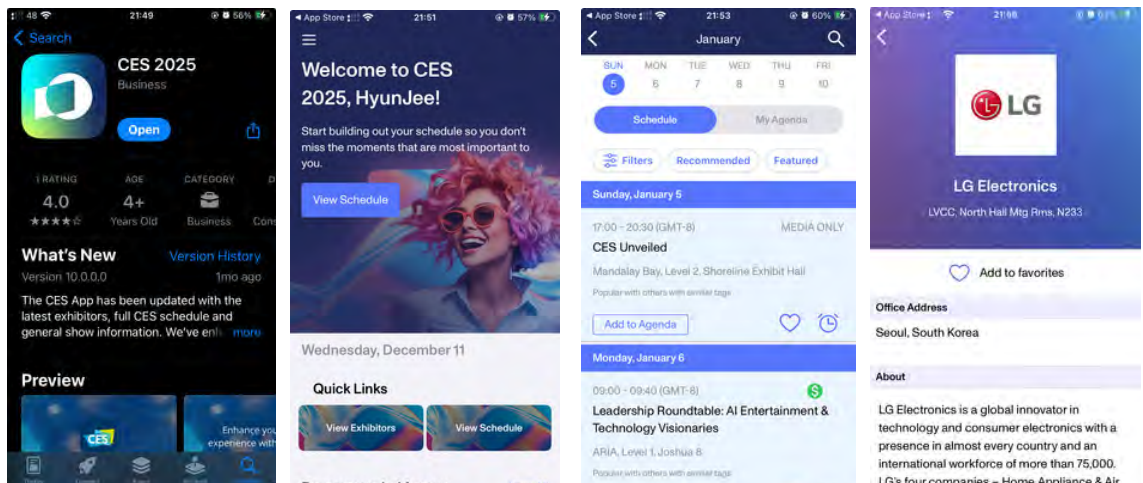 48
21:49
56%
Search
CES 2025
Business
Open
1 RATING
AGE
CATEGORY
4.0
4+
Years Old
Business
Cons
What's New
Version History
Version 10.0.0.0
1mo ago
The CES App has been updated with the
latest exhibitors, full CES schedule and
general show information. We've enh
more
Preview
CES
Enhance you
experience with
App Store
21:51
57%
Welcome to CES
2025, HyunJee!
Start building out your schedule so you don't
miss the moments that are most important to
you.
View Schedule
Wednesday, December 11
Quick Links
View Exhibitors
View Schedule
App Store
21:53
60%
January
SUN MON TUE WED THU FRI
5 6 7 8 9 10
Schedule
My Agenda
Filters
Recommended
Featured
Sunday, January 5
17:00 - 20:30 (GMT-8)
MEDIA ONLY
CES Unveiled
Mandalay Bay, Level 2, Shoreline Exhibit Hall
Popular with others with similar tags
Add to Agenda
Monday, January 6
09:00 - 09:40 (GMT-8)
$
Leadership Roundtable: AI Entertainment &
Technology Visionaries
ARIA, Level 1, Joshua 8
Popular with others with similar tags
App Store
LG
LG Electronics
LVCC, North Hall Mtg Rms, N233
Add to favorites
Office Address
Seoul, South Korea
About
LG Electronics is a global innovator in
technology and consumer electronics with a
presence in almost every country and an
international workforce of more than 75,000.
LG's four companies – Home Appliance & Air